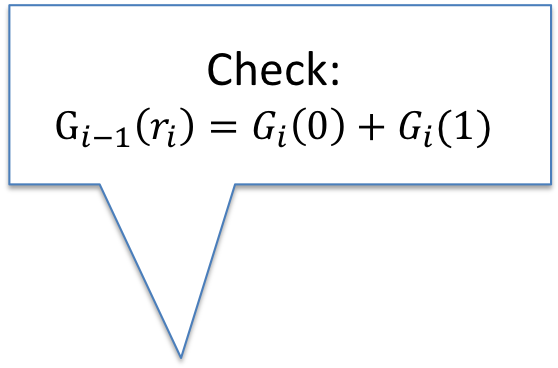 Check:
G_{i−1}(r_i) = G_i(0) + G_i(1)